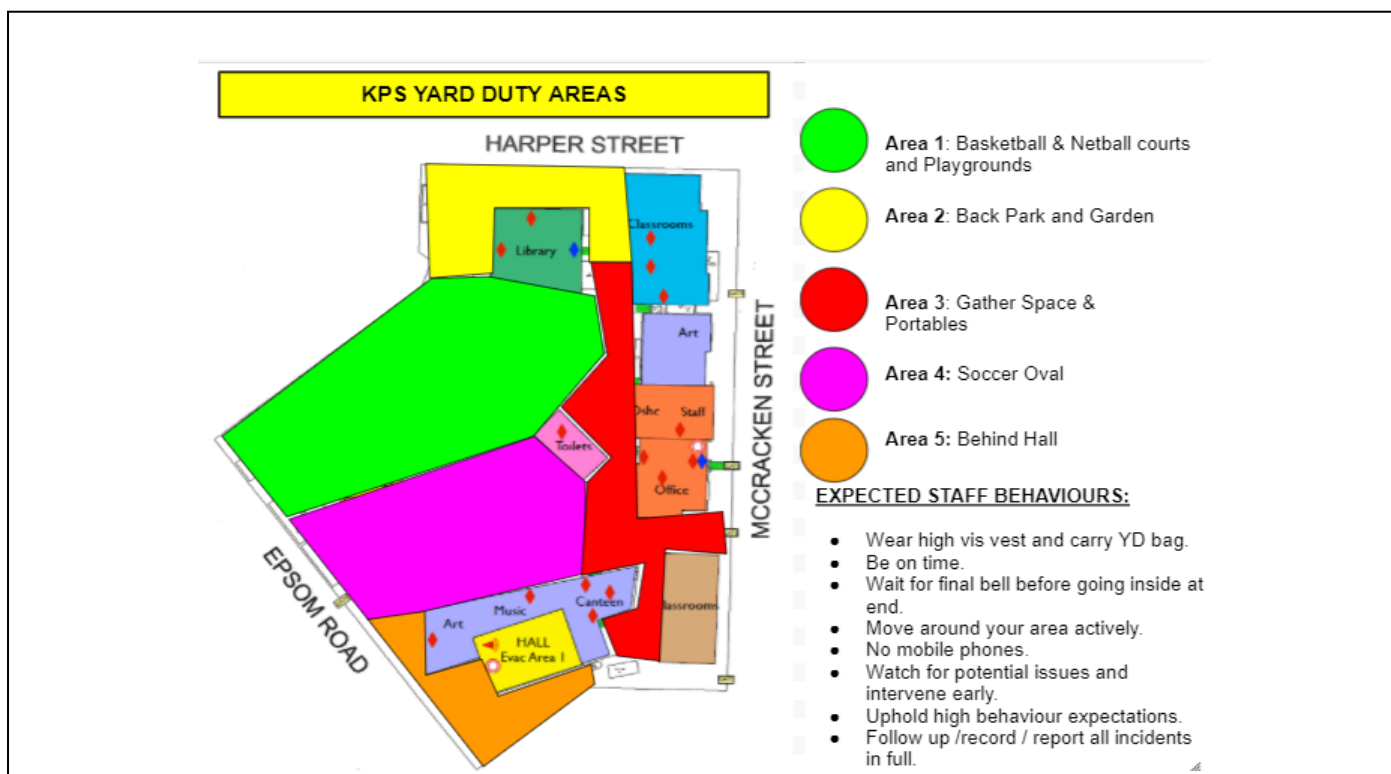 KPS YARD DUTY AREAS
HARPER STREET
Library
Classrooms
Art
Oshc Staff
Toilets
Office
MCCRACKEN STREET
EPSOM ROAD
Art
Music
Canteen
HALL
Evac Area 1
lassrooms
Area 1: Basketball & Netball courts
and Playgrounds
Area 2: Back Park and Garden
Area 3: Gather Space &
Portables
Area 4: Soccer Oval
Area 5: Behind Hall
EXPECTED STAFF BEHAVIOURS:
● Wear high vis vest and carry YD bag.
● Be on time.
● Wait for final bell before going inside at
end.
● Move around your area actively.
● No mobile phones.
● Watch for potential issues and
intervene early.
● Uphold high behaviour expectations.
● Follow up /record / report all incidents
in full.